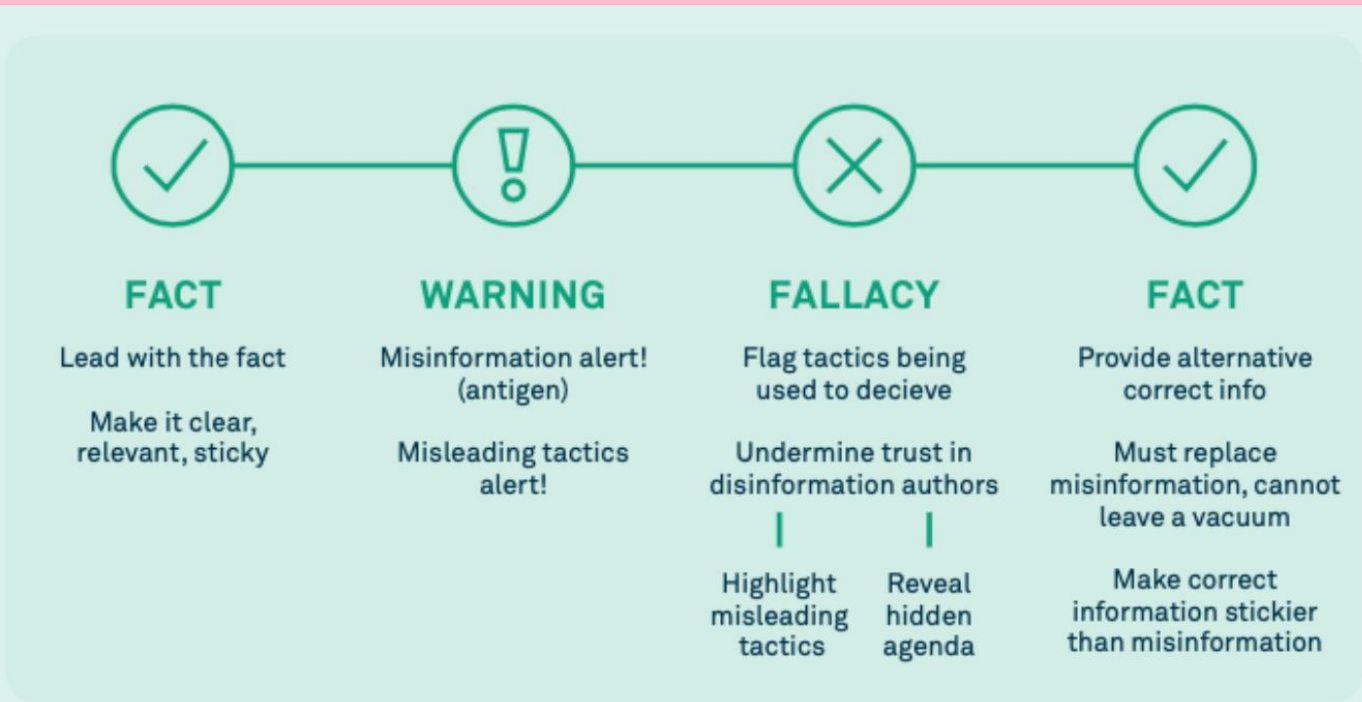 FACT
Lead with the fact
Make it clear,
relevant, sticky
WARNING
Misinformation alert!
(antigen)
Misleading tactics
alert!
FALLACY
Flag tactics being
used to decieve
Undermine trust in
disinformation authors
Highlight
misleading
tactics
Reveal
hidden
agenda
FACT
Provide alternative
correct info
Must replace
misinformation, cannot
leave a vacuum
Make correct
information stickier
than misinformation